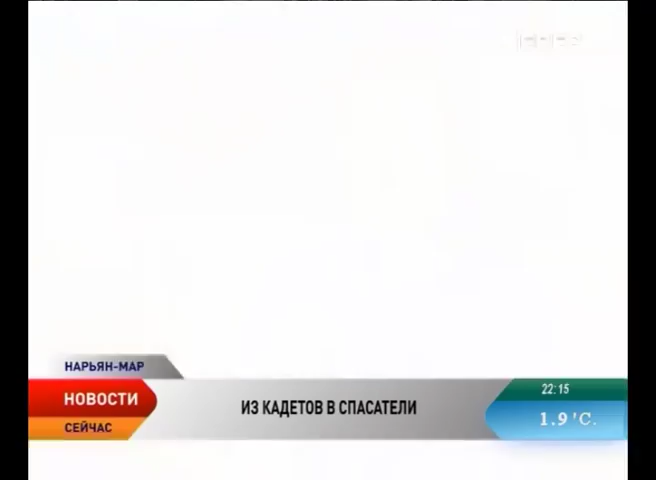 НАРЬЯН-МАР
НОВОСТИ
СЕЙЧАС
ИЗ КАДЕТОВ В СПАСАТЕЛИ
22:15
1.9 'C.